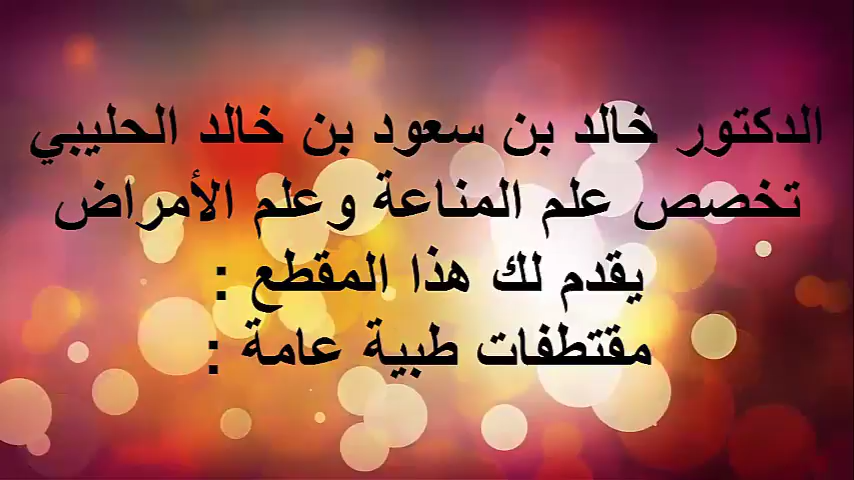 الدكتور خالد بن سعود بن خالد الحليبي
تخصص علم المناعة وعلم الأمراض
يقدم لك هذا المقطع :
مقتطفات طبية عامة :